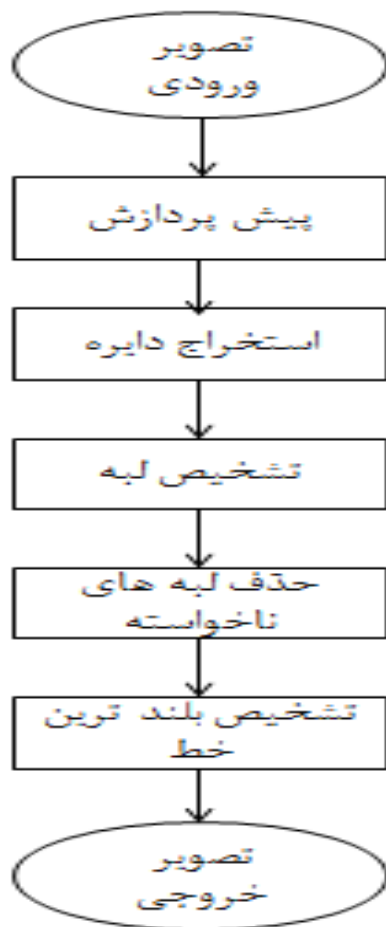 تصویر
ورودی
پیش پردازش
استخراج دایره
تشخیص لبه
حذف لبه های
ناخواسته
تشخیص بلند ترین
خط
تصویر
خروجی